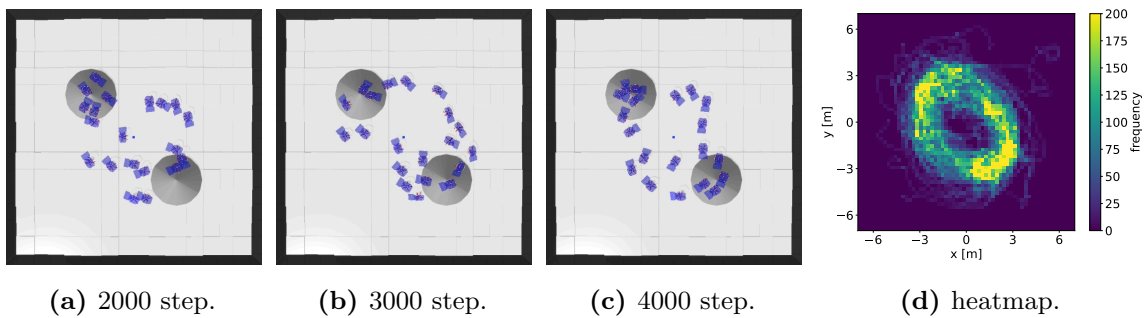 6
3
0
−3
−6
y [m]
−6 −3 0 3 6
x [m]
200
175
150
125
100
75
50
25
0
frequency
(a) 2000 step. (b) 3000 step. (c) 4000 step. (d) heatmap.